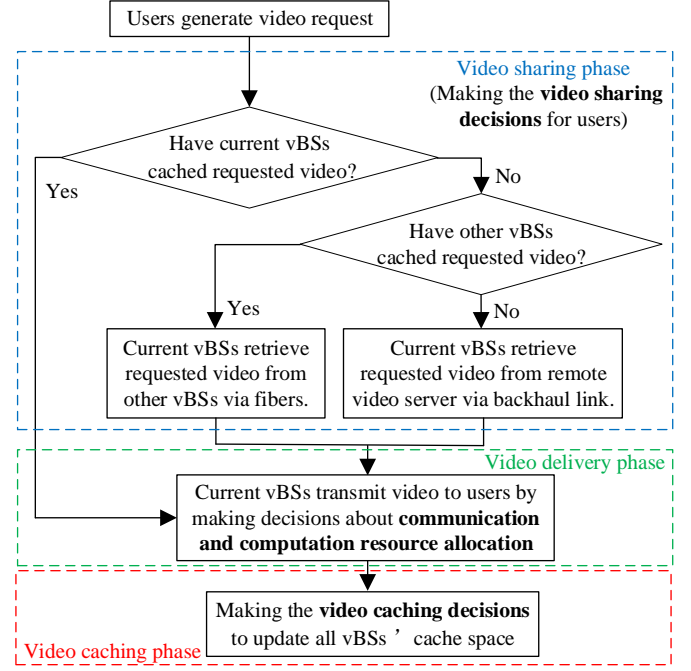 Users generate video request
Video sharing phase
(Making the video sharing
decisions for users)
Have current vBSs
cached requested video?
Yes
No
Have other vBSs
cached requested video?
Yes
No
Current vBSs retrieve
requested video from
other vBSs via fibers.
Current vBSs retrieve
requested video from remote
video server via backhaul link.
Video delivery phase
Current vBSs transmit video to users by
making decisions about communication
and computation resource allocation
Making the video caching decisions
to update all vBSs ’ cache space
Video caching phase